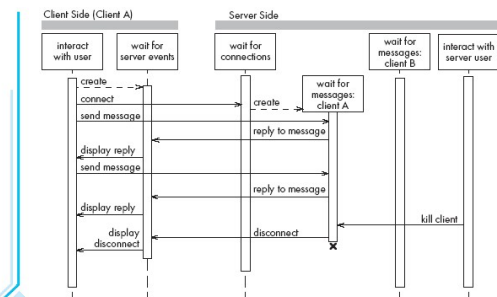 Client Side (Client A)
Server Side
interact
with user
wait for
server events
wait for
connections
wait for
messages:
client B
interact with
server user
wait for
messages:
client A
create
connect
create
send message
reply to message
display reply
send message
reply to message
display reply
kill client
display
disconnect
disconnect